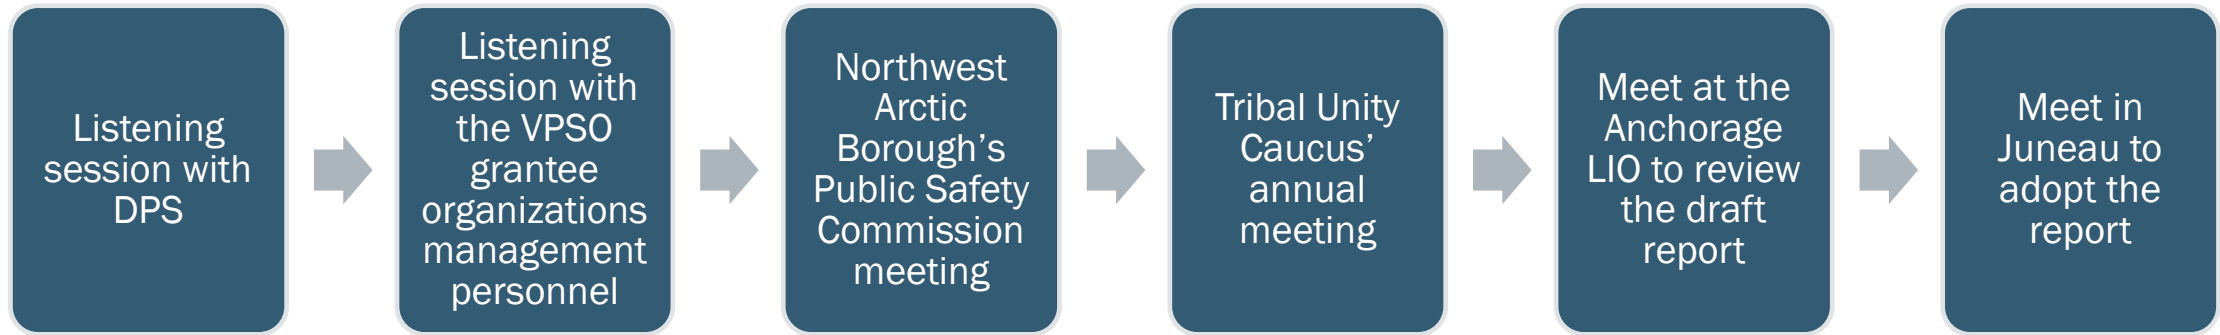 Listening
session with
DPS
Listening
session with
the VPSO
grantee
organizations
management
personnel
Northwest
Arctic
Borough’s
Public Safety
Commission
meeting
Tribal Unity
Caucus’
annual
meeting
Meet at the
Anchorage
LIO to review
the draft
report
Meet in
Juneau to
adopt the
report